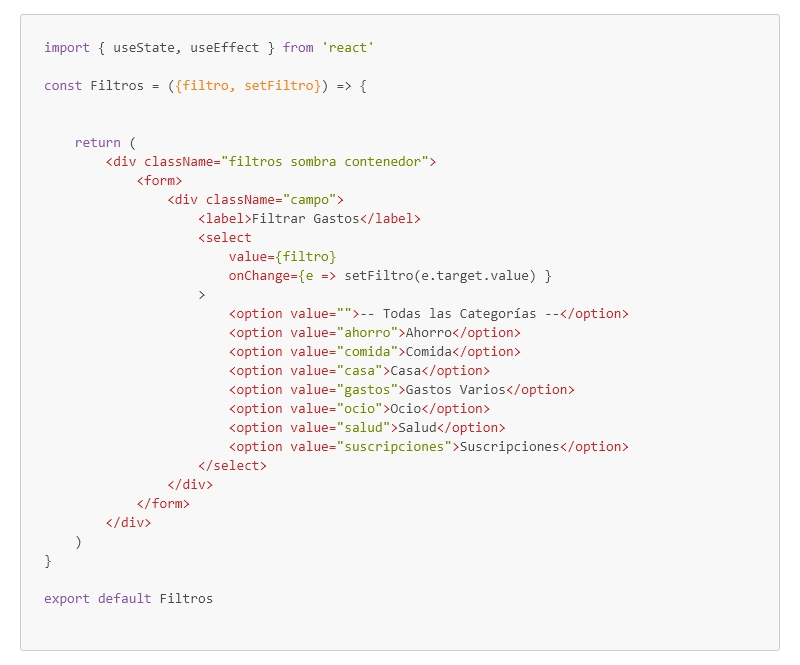 import { useState, useEffect } from 'react'
const Filtros = ({filtro, setFiltro}) => {
    return (
        <div className="filtros sombra contenedor">
            <form>
                <div className="campo">
                    <label>Filtrar Gastos</label>
                    <select
                        value={filtro}
                        onChange={e => setFiltro(e.target.value) }
                    >
                        <option value="">-- Todas las Categorías --</option>
                        <option value="ahorro">Ahorro</option>
                        <option value="comida">Comida</option>
                        <option value="casa">Casa</option>
                        <option value="gastos">Gastos Varios</option>
                        <option value="ocio">Ocio</option>
                        <option value="salud">Salud</option>
                        <option value="suscripciones">Suscripciones</option>
                    </select>
                </div>
            </form>
        </div>
    )
}
export default Filtros